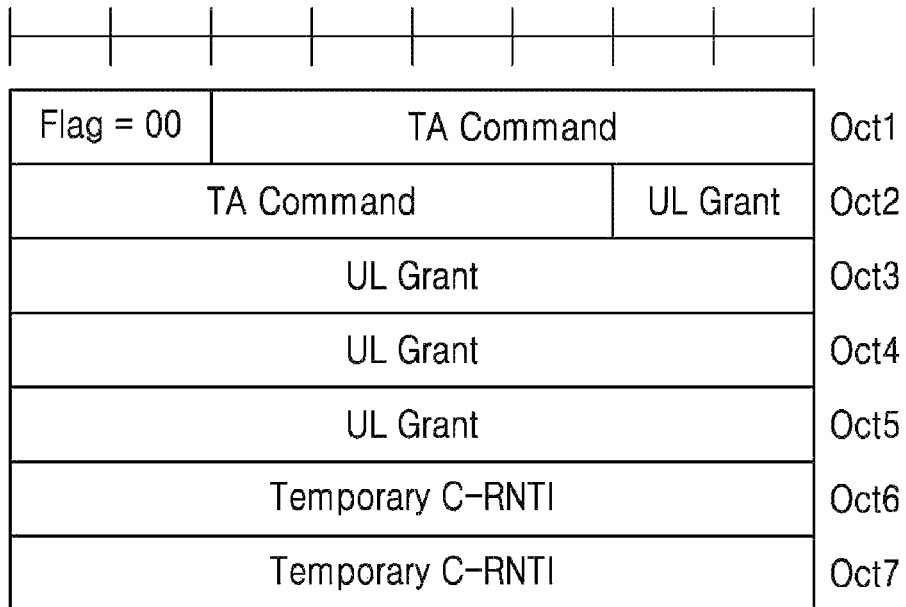 Flag = 00 TA Command Oct1
TA Command UL Grant Oct2
UL Grant Oct3
UL Grant Oct4
UL Grant Oct5
Temporary C-RNTI Oct6
Temporary C-RNTI Oct7